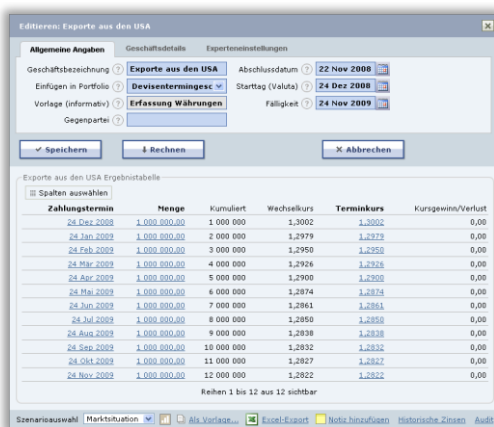 Editieren: Exporte aus den USA
Allgemeine Angaben Geschäftsdetails Experteneinstellungen
Geschäftsbezeichnung ? Exporte aus den USA Abschlussdatum ? 22 Nov 2008
Einfügen in Portfolio ? Devisentermingesc Starttag (Valuta) ? 24 Dez 2008
Vorlage (informativ) ? Erfassung Währungen Fälligkeit ? 24 Nov 2009
Gegenpartei ?
Speichern Rechnen Abbrechen
Exporte aus den USA Ergebnistabelle
Spalten auswählen
Zahlungstermin Menge Kumuliert Wechselkurs Terminkurs Kursgewinn/Verlust
24 Dez 2008 1 000 000,00 1 000 000 1,3002 1,3002 0,00
24 Jan 2009 1 000 000,00 2 000 000 1,2979 1,2979 0,00
24 Feb 2009 1 000 000,00 3 000 000 1,2950 1,2950 0,00
24 Mär 2009 1 000 000,00 4 000 000 1,2926 1,2926 0,00
24 Apr 2009 1 000 000,00 5 000 000 1,2900 1,2900 0,00
24 Mai 2009 1 000 000,00 6 000 000 1,2874 1,2874 0,00
24 Jun 2009 1 000 000,00 7 000 000 1,2861 1,2861 0,00
24 Jul 2009 1 000 000,00 8 000 000 1,2850 1,2850 0,00
24 Aug 2009 1 000 000,00 9 000 000 1,2838 1,2838 0,00
24 Sep 2009 1 000 000,00 10 000 000 1,2832 1,2832 0,00
24 Okt 2009 1 000 000,00 11 000 000 1,2827 1,2827 0,00
24 Nov 2009 1 000 000,00 12 000 000 1,2822 1,2822 0,00
Reihen 1 bis 12 aus 12 sichtbar
Szenarioauswahl Marktsituation Als Vorlage... Excel-Export Notiz hinzufügen Historische Zinsen Audit